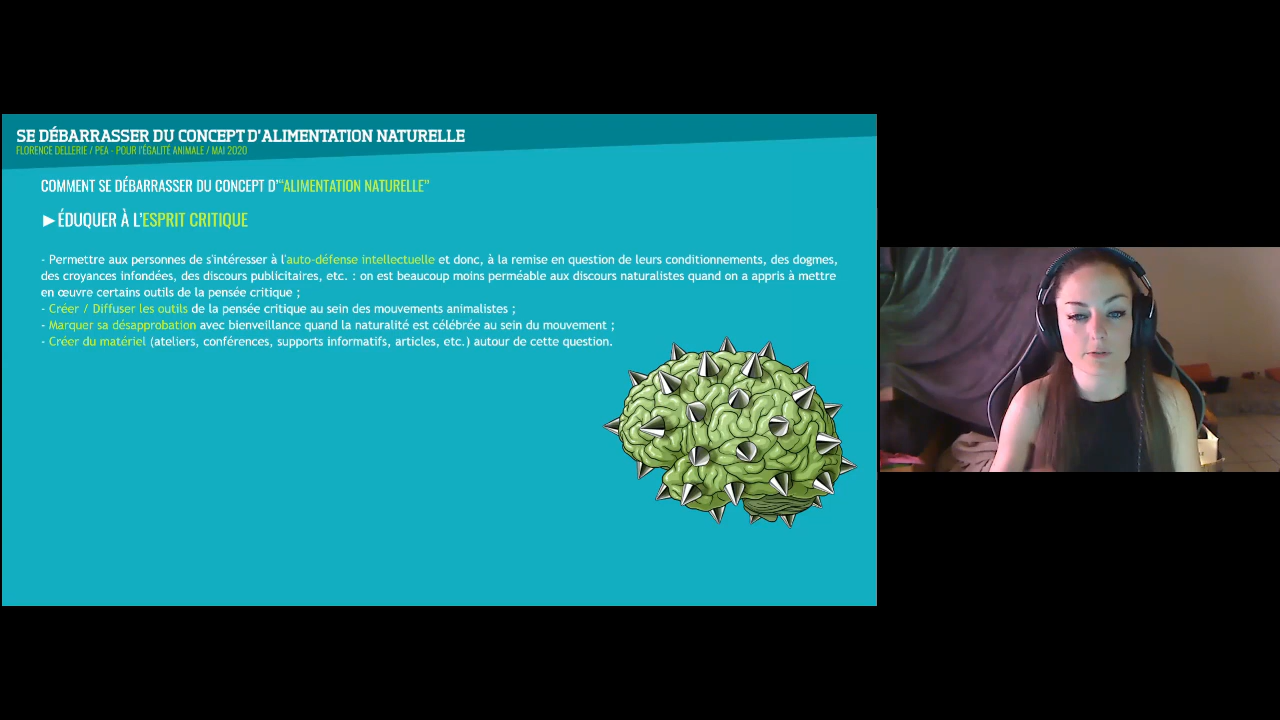 SE DÉBARRASSER DU CONCEPT D'ALIMENTATION NATURELLE
FLORENCE DELLERIE / PEA - POUR L'ÉGALITÉ ANIMALE / MAI 2020
COMMENT SE DÉBARRASSER DU CONCEPT D'"ALIMENTATION NATURELLE"
►ÉDUQUER À L'ESPRIT CRITIQUE
- Permettre aux personnes de s'intéresser à l'auto-défense intellectuelle et donc, à la remise en question de leurs conditionnements, des dogmes,
des croyances infondées, des discours publicitaires, etc. : on est beaucoup moins perméable aux discours naturalistes quand on a appris à mettre
en œuvre certains outils de la pensée critique ;
- Créer / Diffuser les outils de la pensée critique au sein des mouvements animalistes ;
- Marquer sa désapprobation avec bienveillance quand la naturalité est célébrée au sein du mouvement ;
- Créer du matériel (ateliers, conférences, supports informatifs, articles, etc.) autour de cette question.